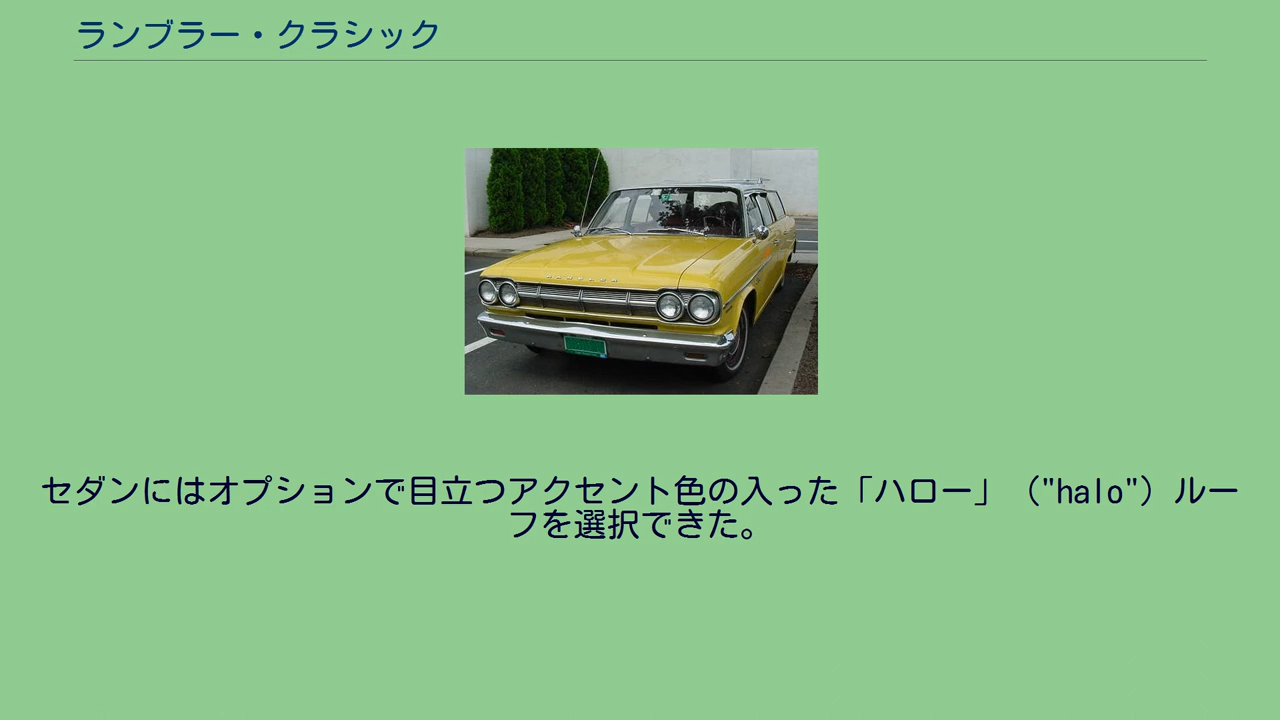 ランブラー・クラシック
セダンにはオプションで目立つアクセント色の入った「ハロー」（"halo"）ルー
フを選択できた。